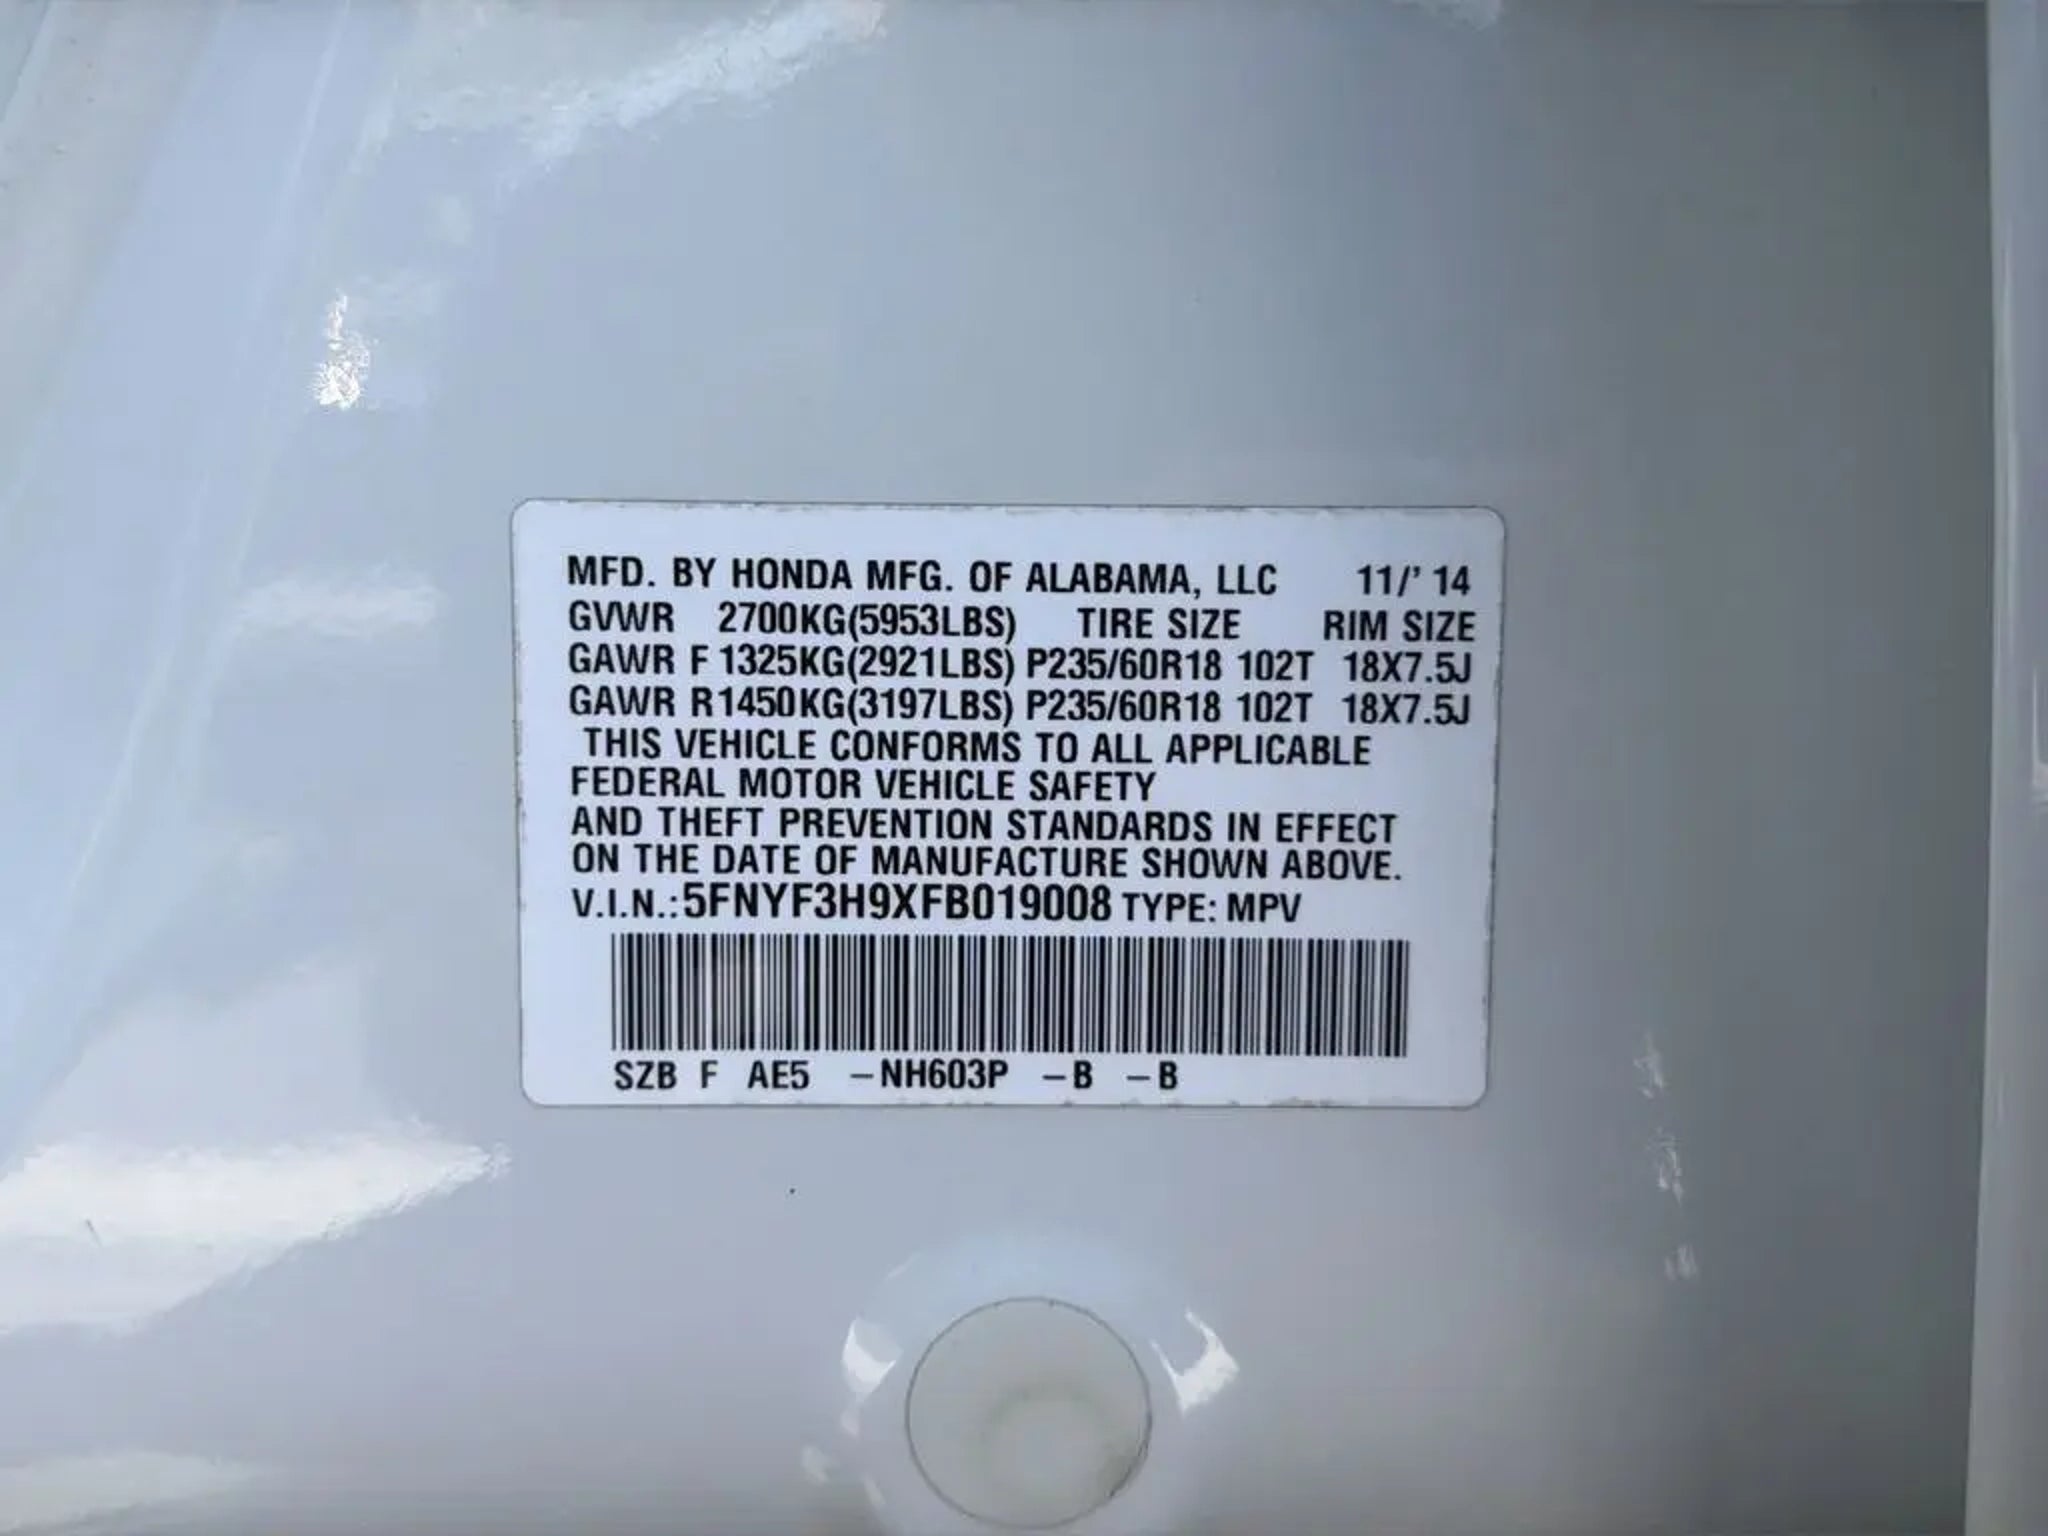 MFD. BY HONDA MFG. OF ALABAMA, LLC 11/' 14
GVWR 2700KG(5953LBS) TIRE SIZE RIM SIZE
GAWR F 1325KG(2921LBS) P235/60R18 102T 18X7.5J
GAWR R1450KG(3197LBS) P235/60R18 102T 18X7.5J
THIS VEHICLE CONFORMS TO ALL APPLICABLE
FEDERAL MOTOR VEHICLE SAFETY
AND THEFT PREVENTION STANDARDS IN EFFECT
ON THE DATE OF MANUFACTURE SHOWN ABOVE.
V.I.N.:5FNYF3H9XFB019008 TYPE: MPV
SZB F AE5 -NH603P -B -B